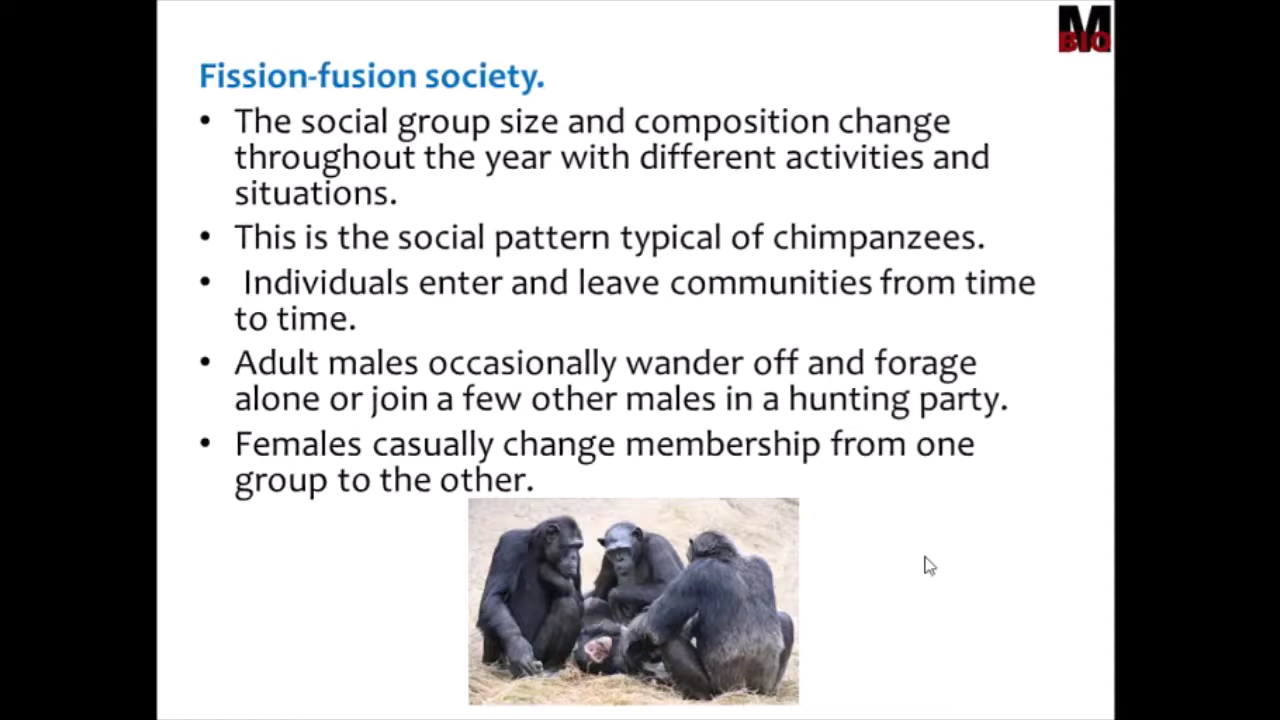 M
BIO
Fission-fusion society.
• The social group size and composition change
throughout the year with different activities and
situations.
• This is the social pattern typical of chimpanzees.
• Individuals enter and leave communities from time
to time.
• Adult males occasionally wander off and forage
alone or join a few other males in a hunting party.
• Females casually change membership from one
group to the other.